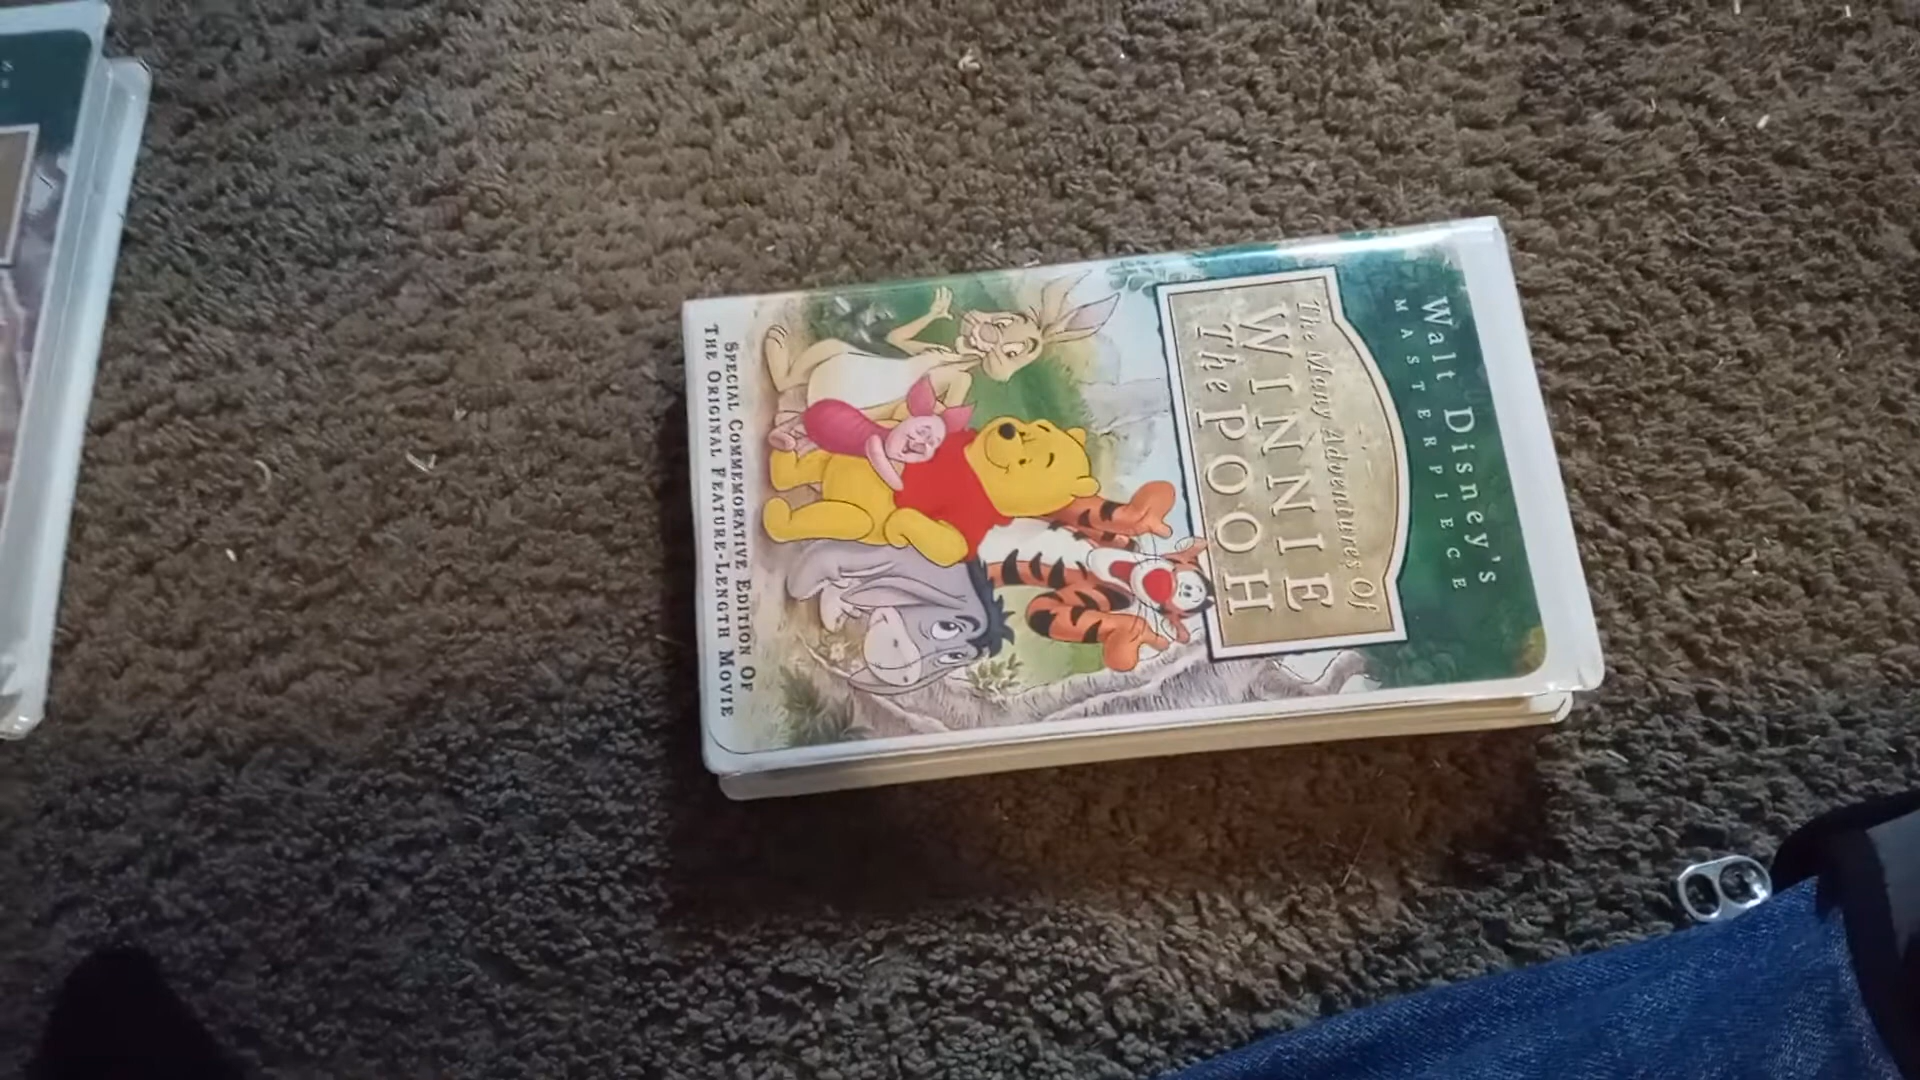 Walt Disney's
MASTERPIECE
The Many Adventures Of
WINNIE
The POOH
SPECIAL COMMEMORATIVE EDITION OF
THE ORIGINAL FEATURE-LENGTH MOVIE